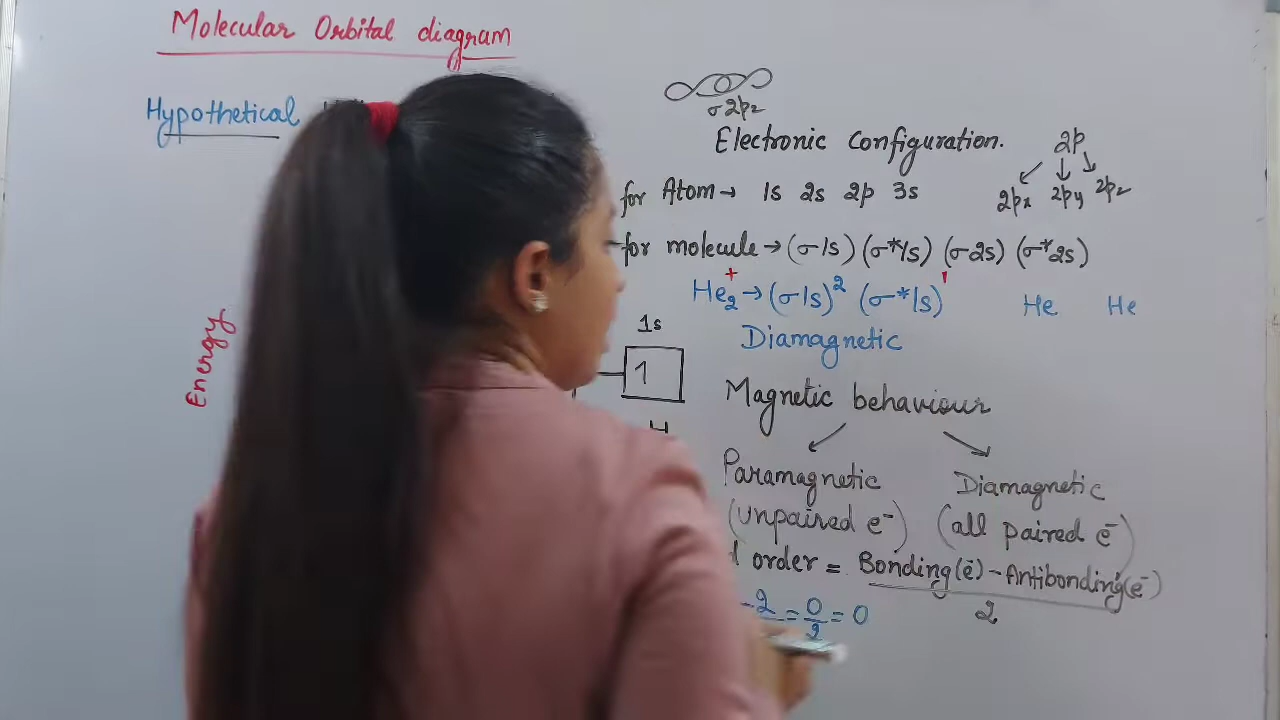 Molecular Orbital diagram
Hypothetical
σ2pz
Electronic Configuration.
2p
2px 2py 2pz
for Atom → 1s 2s 2p 3s
for molecule → (σ1s) (σ*1s) (σ2s) (σ*2s)
He₂⁺ → (σ1s)² (σ*1s)¹
He He
Diamagnetic
Energy
1s
1
H
Magnetic behaviour
Paramagnetic Diamagnetic
(unpaired e⁻) (all paired e⁻)
order = Bonding(e⁻) - Antibonding(e⁻)
2
-2 = 0/2 = 0